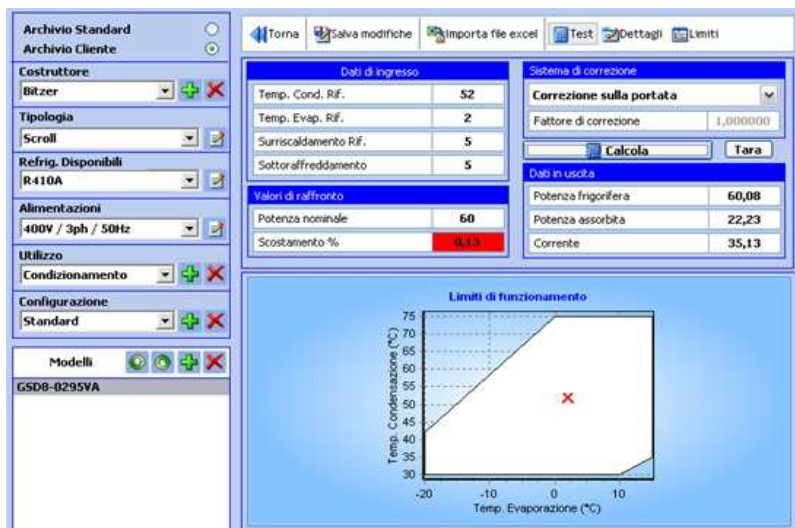 Archivio Standard
Archivio Cliente
Costruttore
Bitzer
Tipologia
Scroll
Refrig. Disponibili
R410A
Alimentazioni
400V / 3ph / 50Hz
Utilizzo
Condizionamento
Configurazione
Standard
Modelli
GSD8-0295VA
Torna
Salva modifiche
Importa file excel
Test
Dettagli
Limiti
Dati di ingresso
Temp. Cond. Rif. 52
Temp. Evap. Rif. 2
Surriscaldamento Rif. 5
Sottoraffreddamento 5
Valori di raffronto
Potenza nominale 60
Scostamento % 0,13
Sistema di correzione
Correzione sulla portata
Fattore di correzione 1,000000
Calcola
Tara
Dati in uscita
Potenza frigorifera 60,08
Potenza assorbita 22,23
Corrente 35,13
Limiti di funzionamento
Temp. Condensazione (°C)
75
70
65
60
55
50
45
40
35
30
-20 -10 0 10
Temp. Evaporazione (°C)